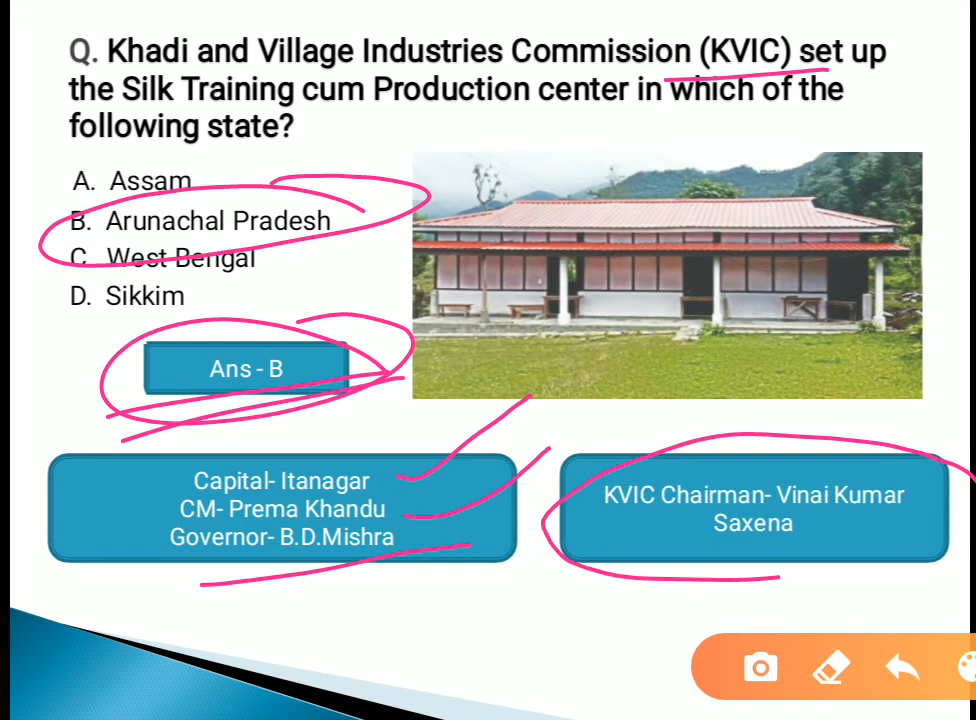 Q. Khadi and Village Industries Commission (KVIC) set up
the Silk Training cum Production center in which of the
following state?
A. Assam
B. Arunachal Pradesh
C. West Bengal
D. Sikkim
Ans - B
Capital- Itanagar
CM- Prema Khandu
Governor- B.D.Mishra
KVIC Chairman- Vinai Kumar
Saxena